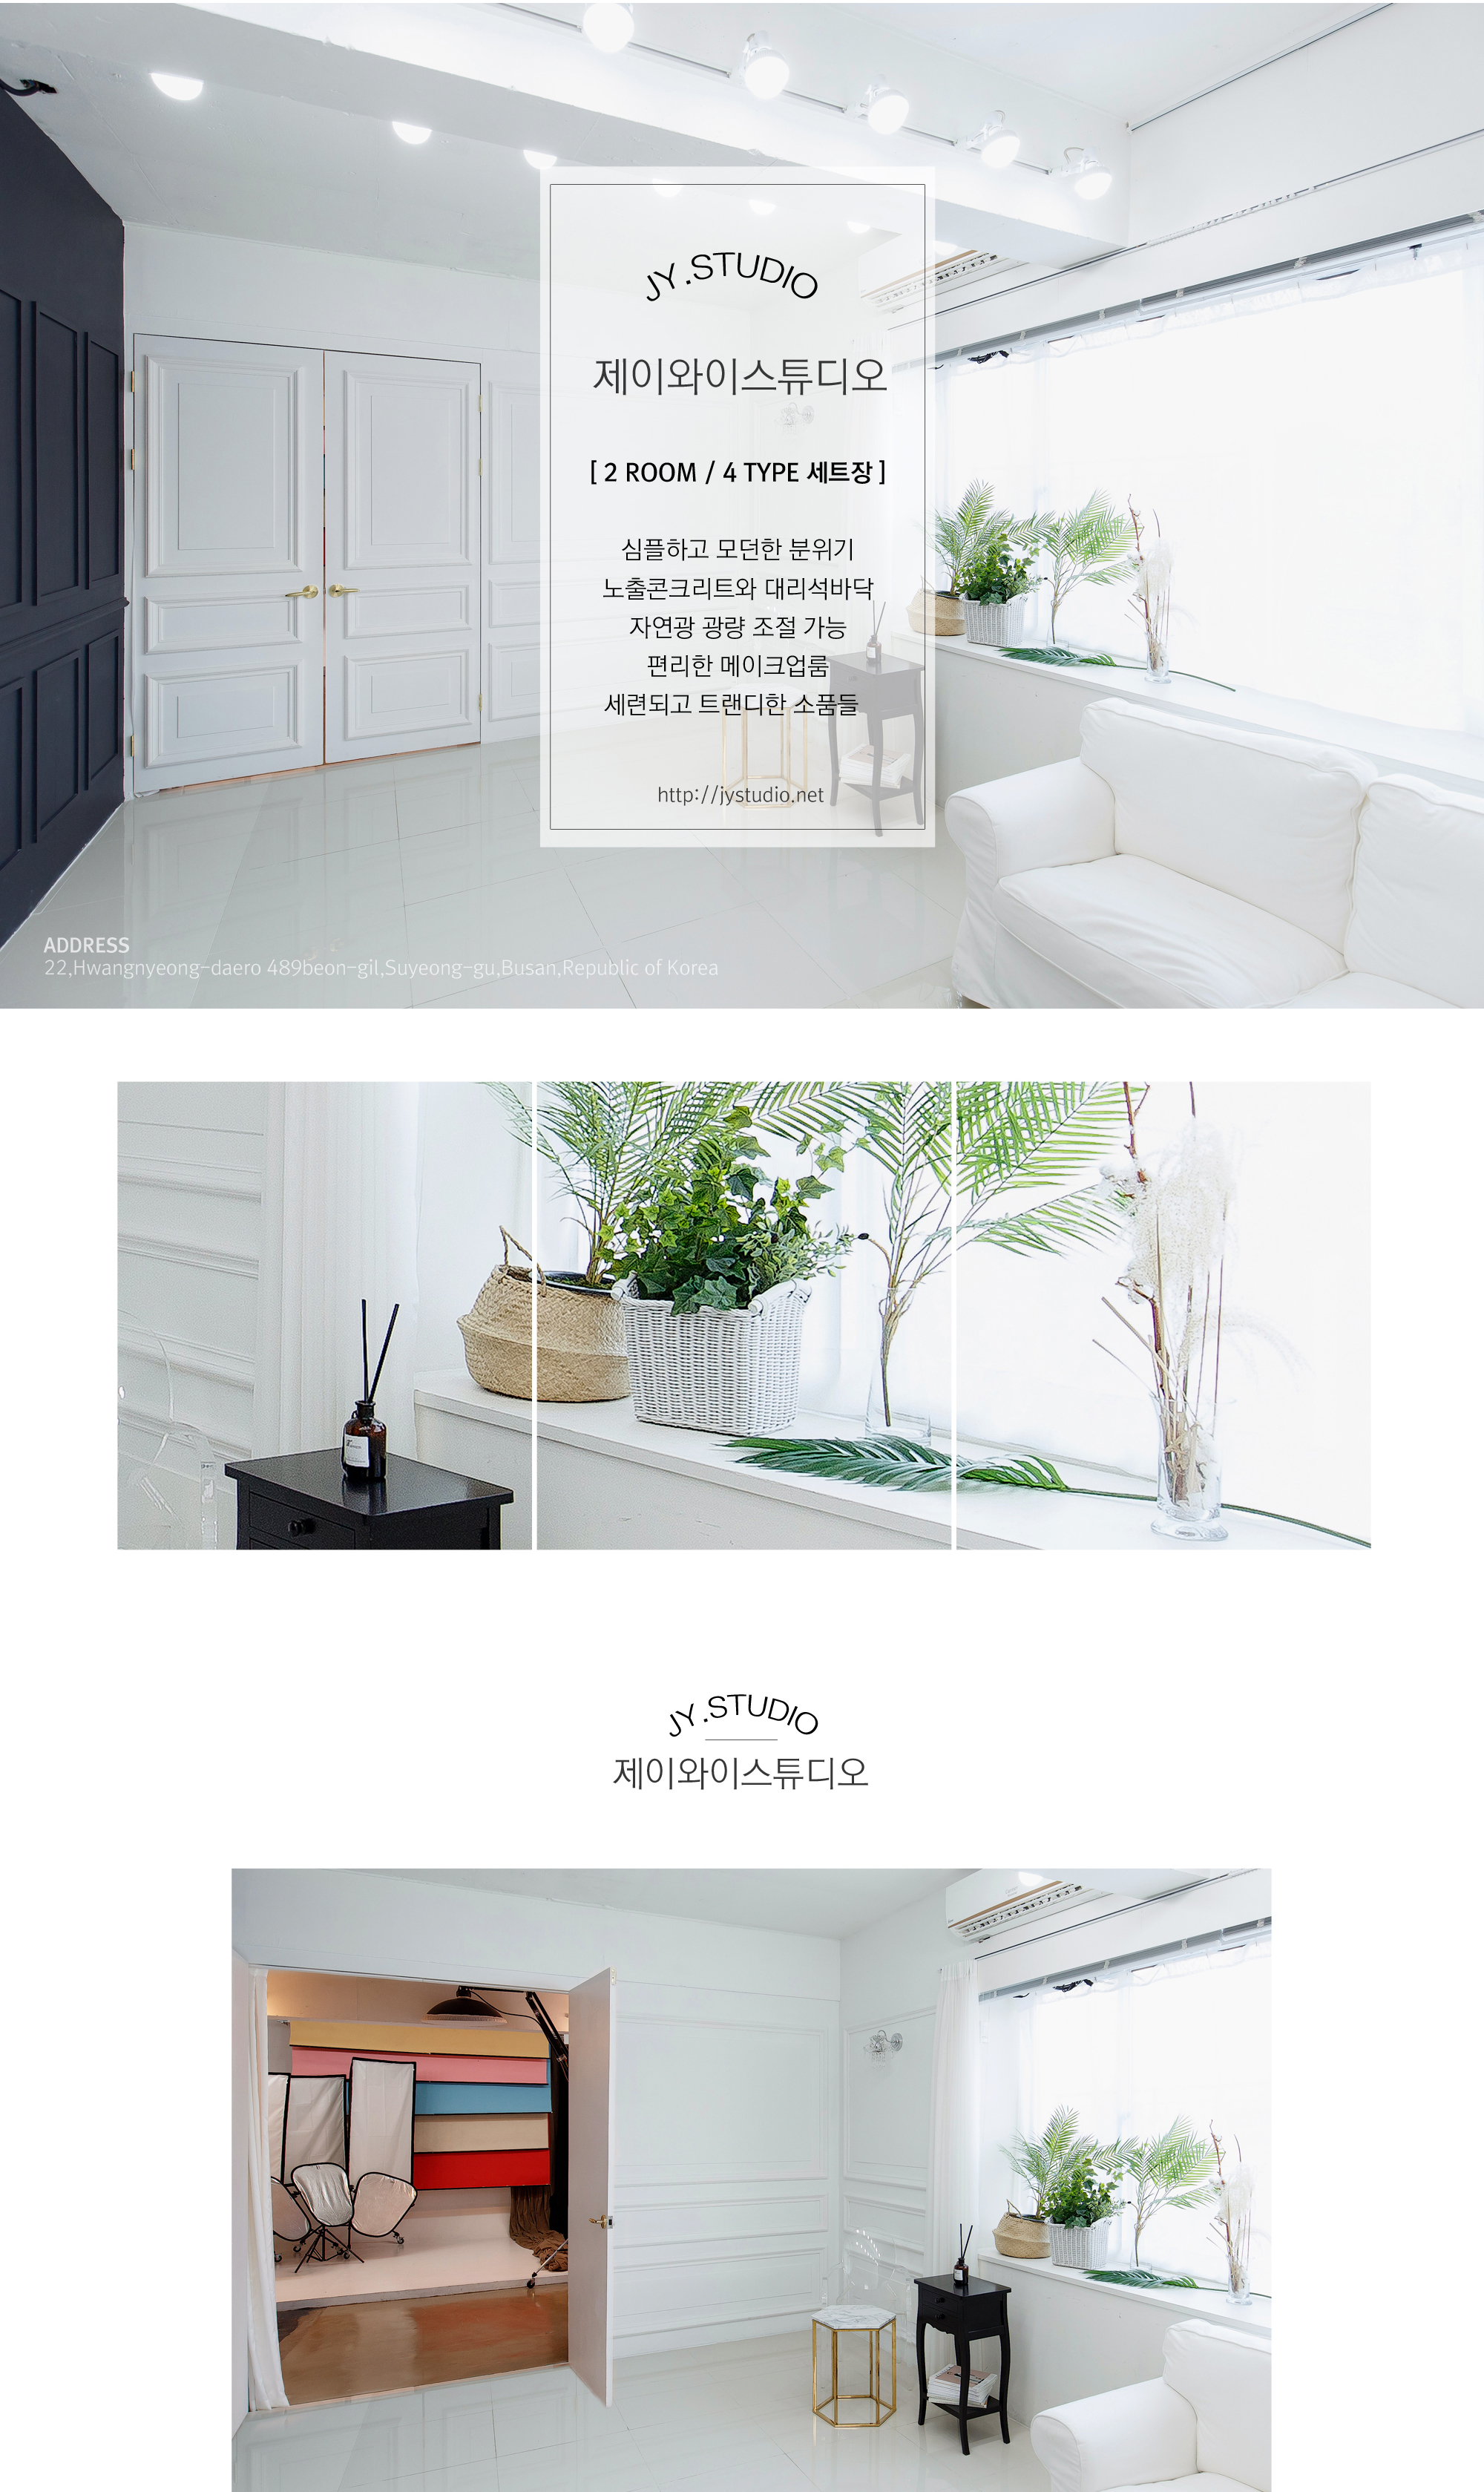 JY.STUDIO
제이와이스튜디오
[ 2 ROOM / 4 TYPE 세트장 ]
심플하고 모던한 분위기
노출콘크리트와 대리석바닥
자연광 광량 조절 가능
편리한 메이크업룸
세련되고 트랜디한 소품들
http://jystudio.net
ADDRESS
22,Hwangnyeong-daero 489beon-gil,Suyeong-gu,Busan,Republic of Korea
JY.STUDIO
제이와이스튜디오